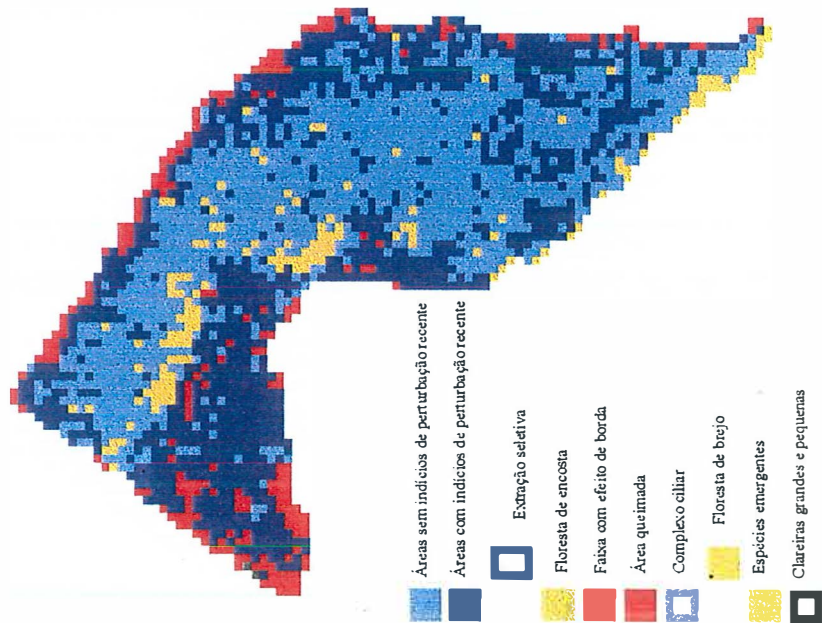 Áreas sem indícios de perturbação recente
Áreas com indícios de perturbação recente
Extração seletiva
Floresta de encosta
Faixa com efeito de borda
Área queimada
Complexo ciliar
Floresta de brejo
Espécies emergentes
Clareiras grandes e pequenas